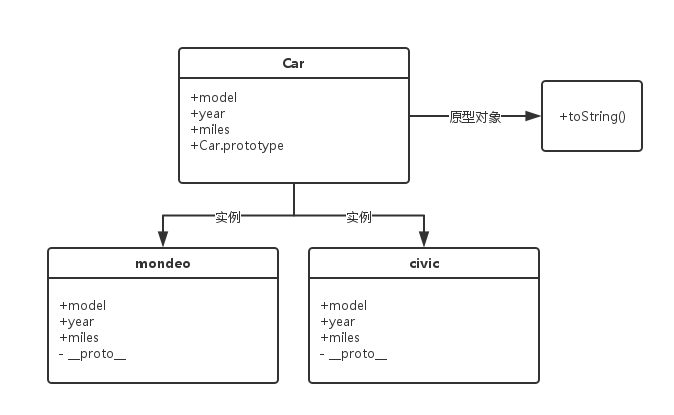 Car
+model
+year
+miles
+Car.prototype
原型对象
+toString()
实例
实例
mondeo
+model
+year
+miles
- __proto__
civic
+model
+year
+miles
- __proto__